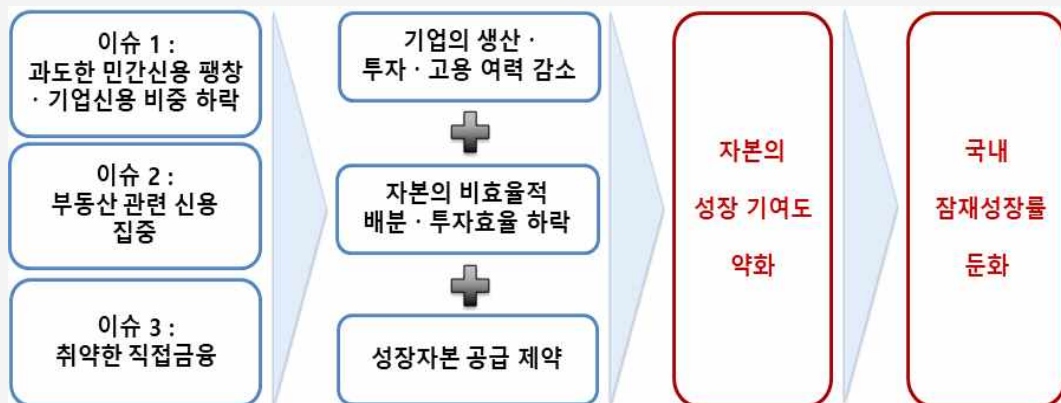 이슈 1 :
과도한 민간신용 팽창
· 기업신용 비중 하락
이슈 2 :
부동산 관련 신용
집중
이슈 3 :
취약한 직접금융
기업의 생산 ·
투자 · 고용 여력 감소
자본의 비효율적
배분 · 투자효율 하락
성장자본 공급 제약
자본의
성장 기여도
약화
국내
잠재성장률
둔화